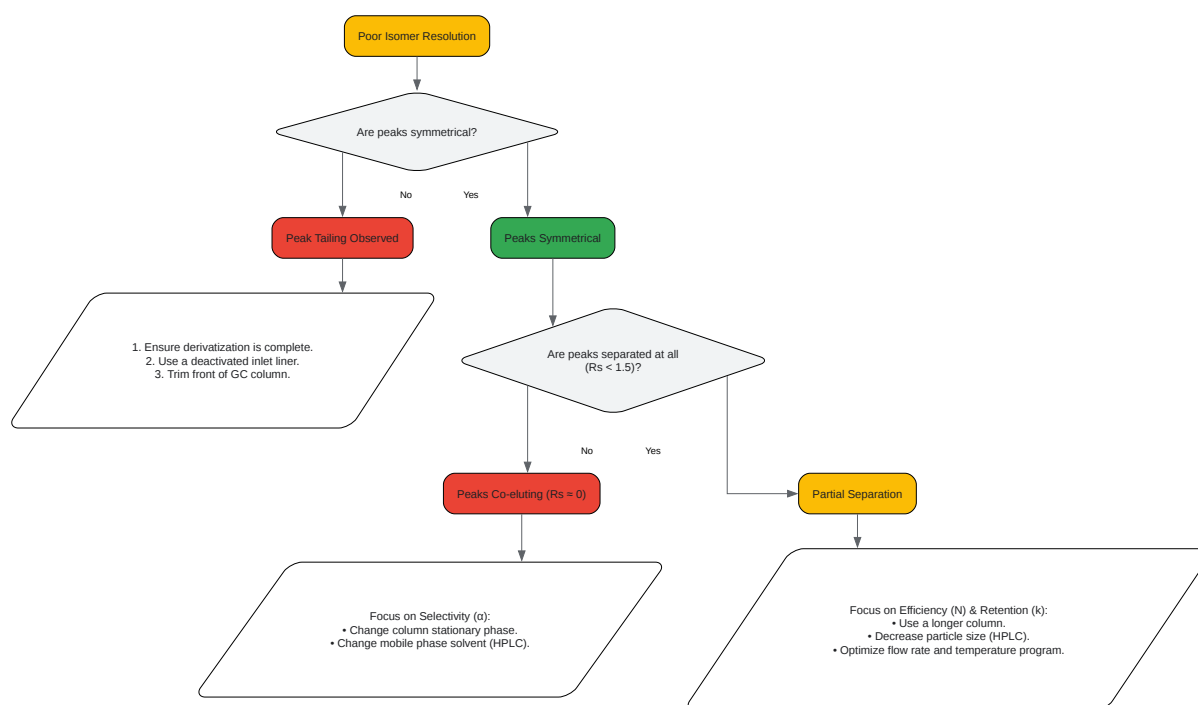 Poor Isomer Resolution
Are peaks symmetrical?
No
Yes
Peak Tailing Observed
Peaks Symmetrical
1. Ensure derivatization is complete.
2. Use a deactivated inlet liner.
3. Trim front of GC column.
Are peaks separated at all
(Rs < 1.5)?
No
Yes
Peaks Co-eluting (Rs ≈ 0)
Partial Separation
Focus on Selectivity (α):
• Change column stationary phase.
• Change mobile phase solvent (HPLC).
Focus on Efficiency (N) & Retention (k):
• Use a longer column.
• Decrease particle size (HPLC).
• Optimize flow rate and temperature program.